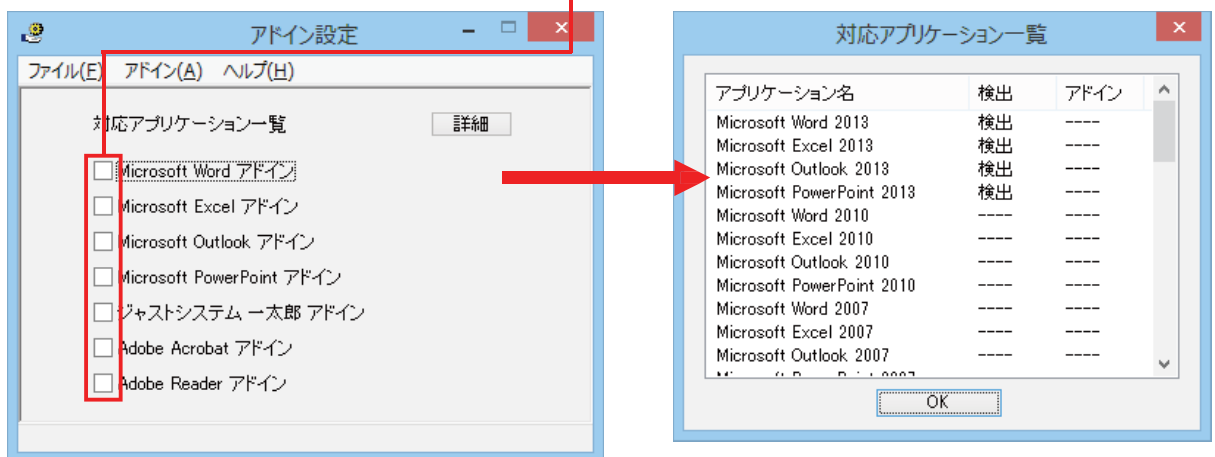 アドイン設定
ファイル(F) アドイン(A) ヘルプ(H)
対応アプリケーション一覧 詳細
Microsoft Word アドイン
Microsoft Excel アドイン
Microsoft Outlook アドイン
Microsoft PowerPoint アドイン
ジャストシステム 一太郎 アドイン
Adobe Acrobat アドイン
Adobe Reader アドイン
対応アプリケーション一覧
アプリケーション名 検出 アドイン
Microsoft Word 2013 検出 ----
Microsoft Excel 2013 検出 ----
Microsoft Outlook 2013 検出 ----
Microsoft PowerPoint 2013 検出 ----
Microsoft Word 2010 ---- ----
Microsoft Excel 2010 ---- ----
Microsoft Outlook 2010 ---- ----
Microsoft PowerPoint 2010 ---- ----
Microsoft Word 2007 ---- ----
Microsoft Excel 2007 ---- ----
Microsoft Outlook 2007 ---- ----
OK